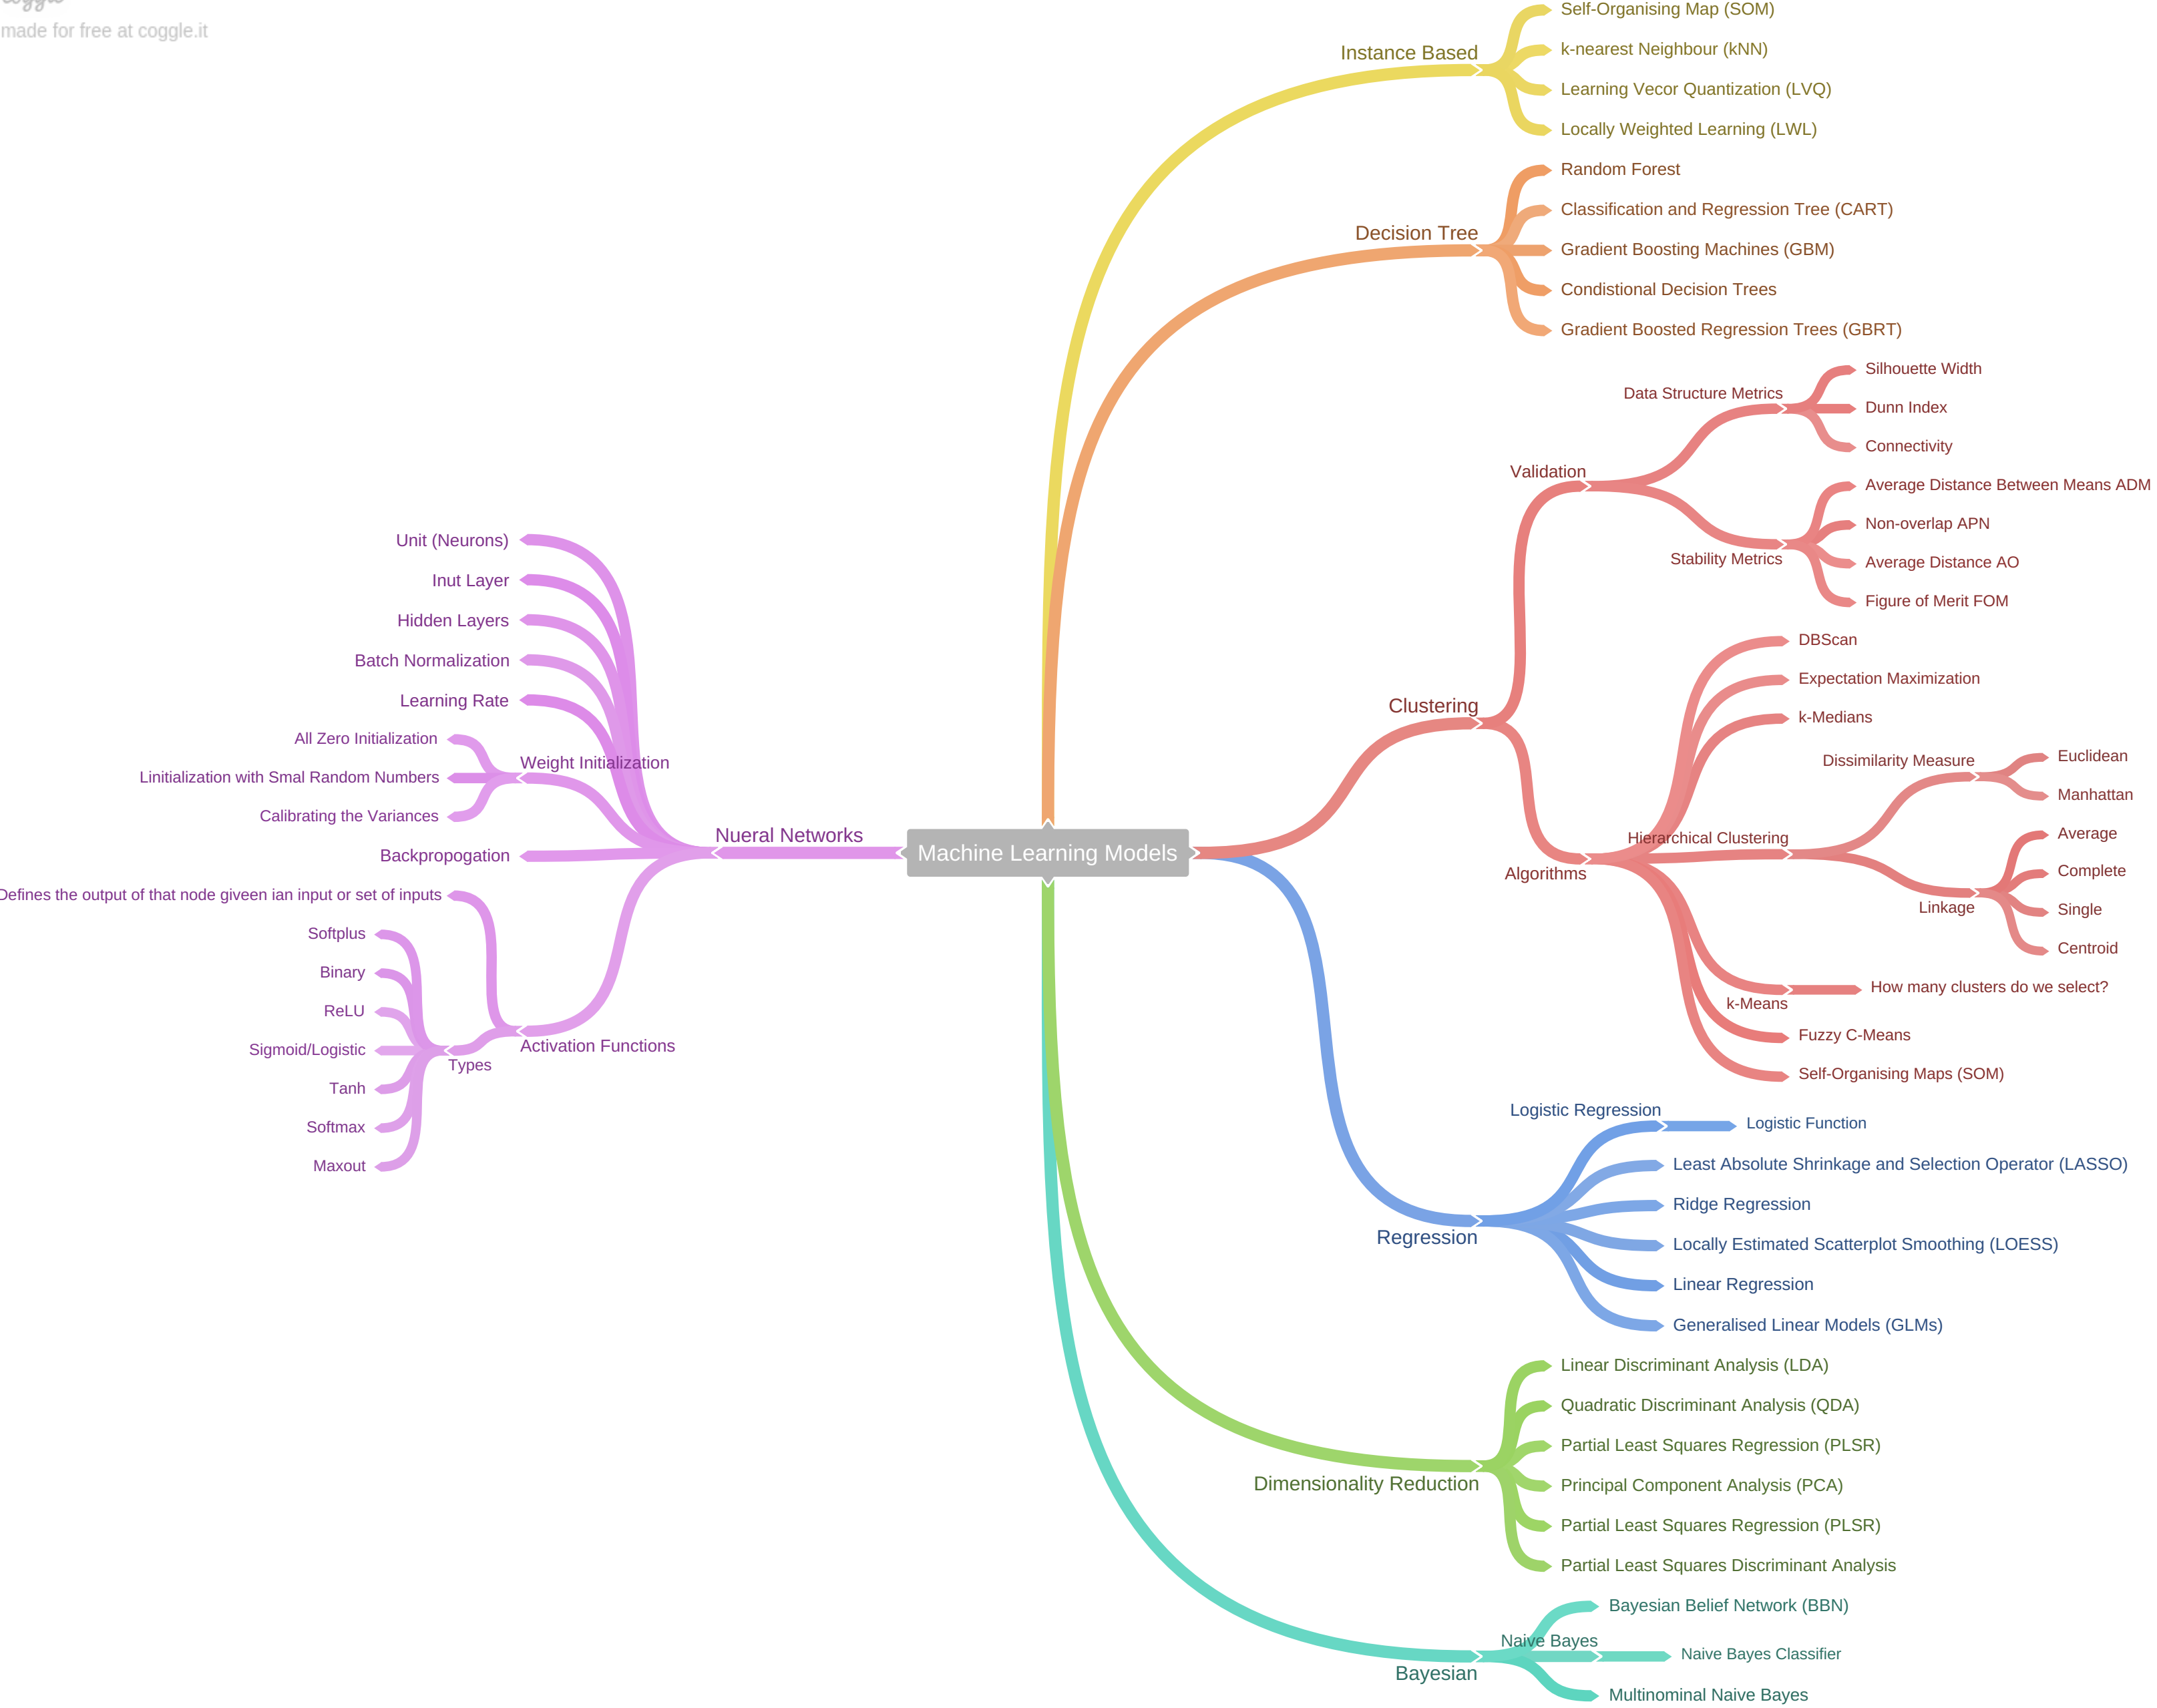 coggle
made for free at coggle.it
Machine Learning Models
Instance Based
Self-Organising Map (SOM)
k-nearest Neighbour (kNN)
Learning Vecor Quantization (LVQ)
Locally Weighted Learning (LWL)
Decision Tree
Random Forest
Classification and Regression Tree (CART)
Gradient Boosting Machines (GBM)
Condistional Decision Trees
Gradient Boosted Regression Trees (GBRT)
Clustering
Validation
Data Structure Metrics
Silhouette Width
Dunn Index
Connectivity
Stability Metrics
Average Distance Between Means ADM
Non-overlap APN
Average Distance AO
Figure of Merit FOM
Algorithms
DBScan
Expectation Maximization
k-Medians
Hierarchical Clustering
Dissimilarity Measure
Euclidean
Manhattan
Linkage
Average
Complete
Single
Centroid
k-Means
How many clusters do we select?
Fuzzy C-Means
Self-Organising Maps (SOM)
Regression
Logistic Regression
Logistic Function
Least Absolute Shrinkage and Selection Operator (LASSO)
Ridge Regression
Locally Estimated Scatterplot Smoothing (LOESS)
Linear Regression
Generalised Linear Models (GLMs)
Dimensionality Reduction
Linear Discriminant Analysis (LDA)
Quadratic Discriminant Analysis (QDA)
Partial Least Squares Regression (PLSR)
Principal Component Analysis (PCA)
Partial Least Squares Regression (PLSR)
Partial Least Squares Discriminant Analysis
Bayesian
Bayesian Belief Network (BBN)
Naive Bayes
Naive Bayes Classifier
Multinominal Naive Bayes
Nueral Networks
Unit (Neurons)
Inut Layer
Hidden Layers
Batch Normalization
Learning Rate
Weight Initialization
All Zero Initialization
Linitialization with Smal Random Numbers
Calibrating the Variances
Backpropogation
Activation Functions
Defines the output of that node giveen ian input or set of inputs
Types
Softplus
Binary
ReLU
Sigmoid/Logistic
Tanh
Softmax
Maxout